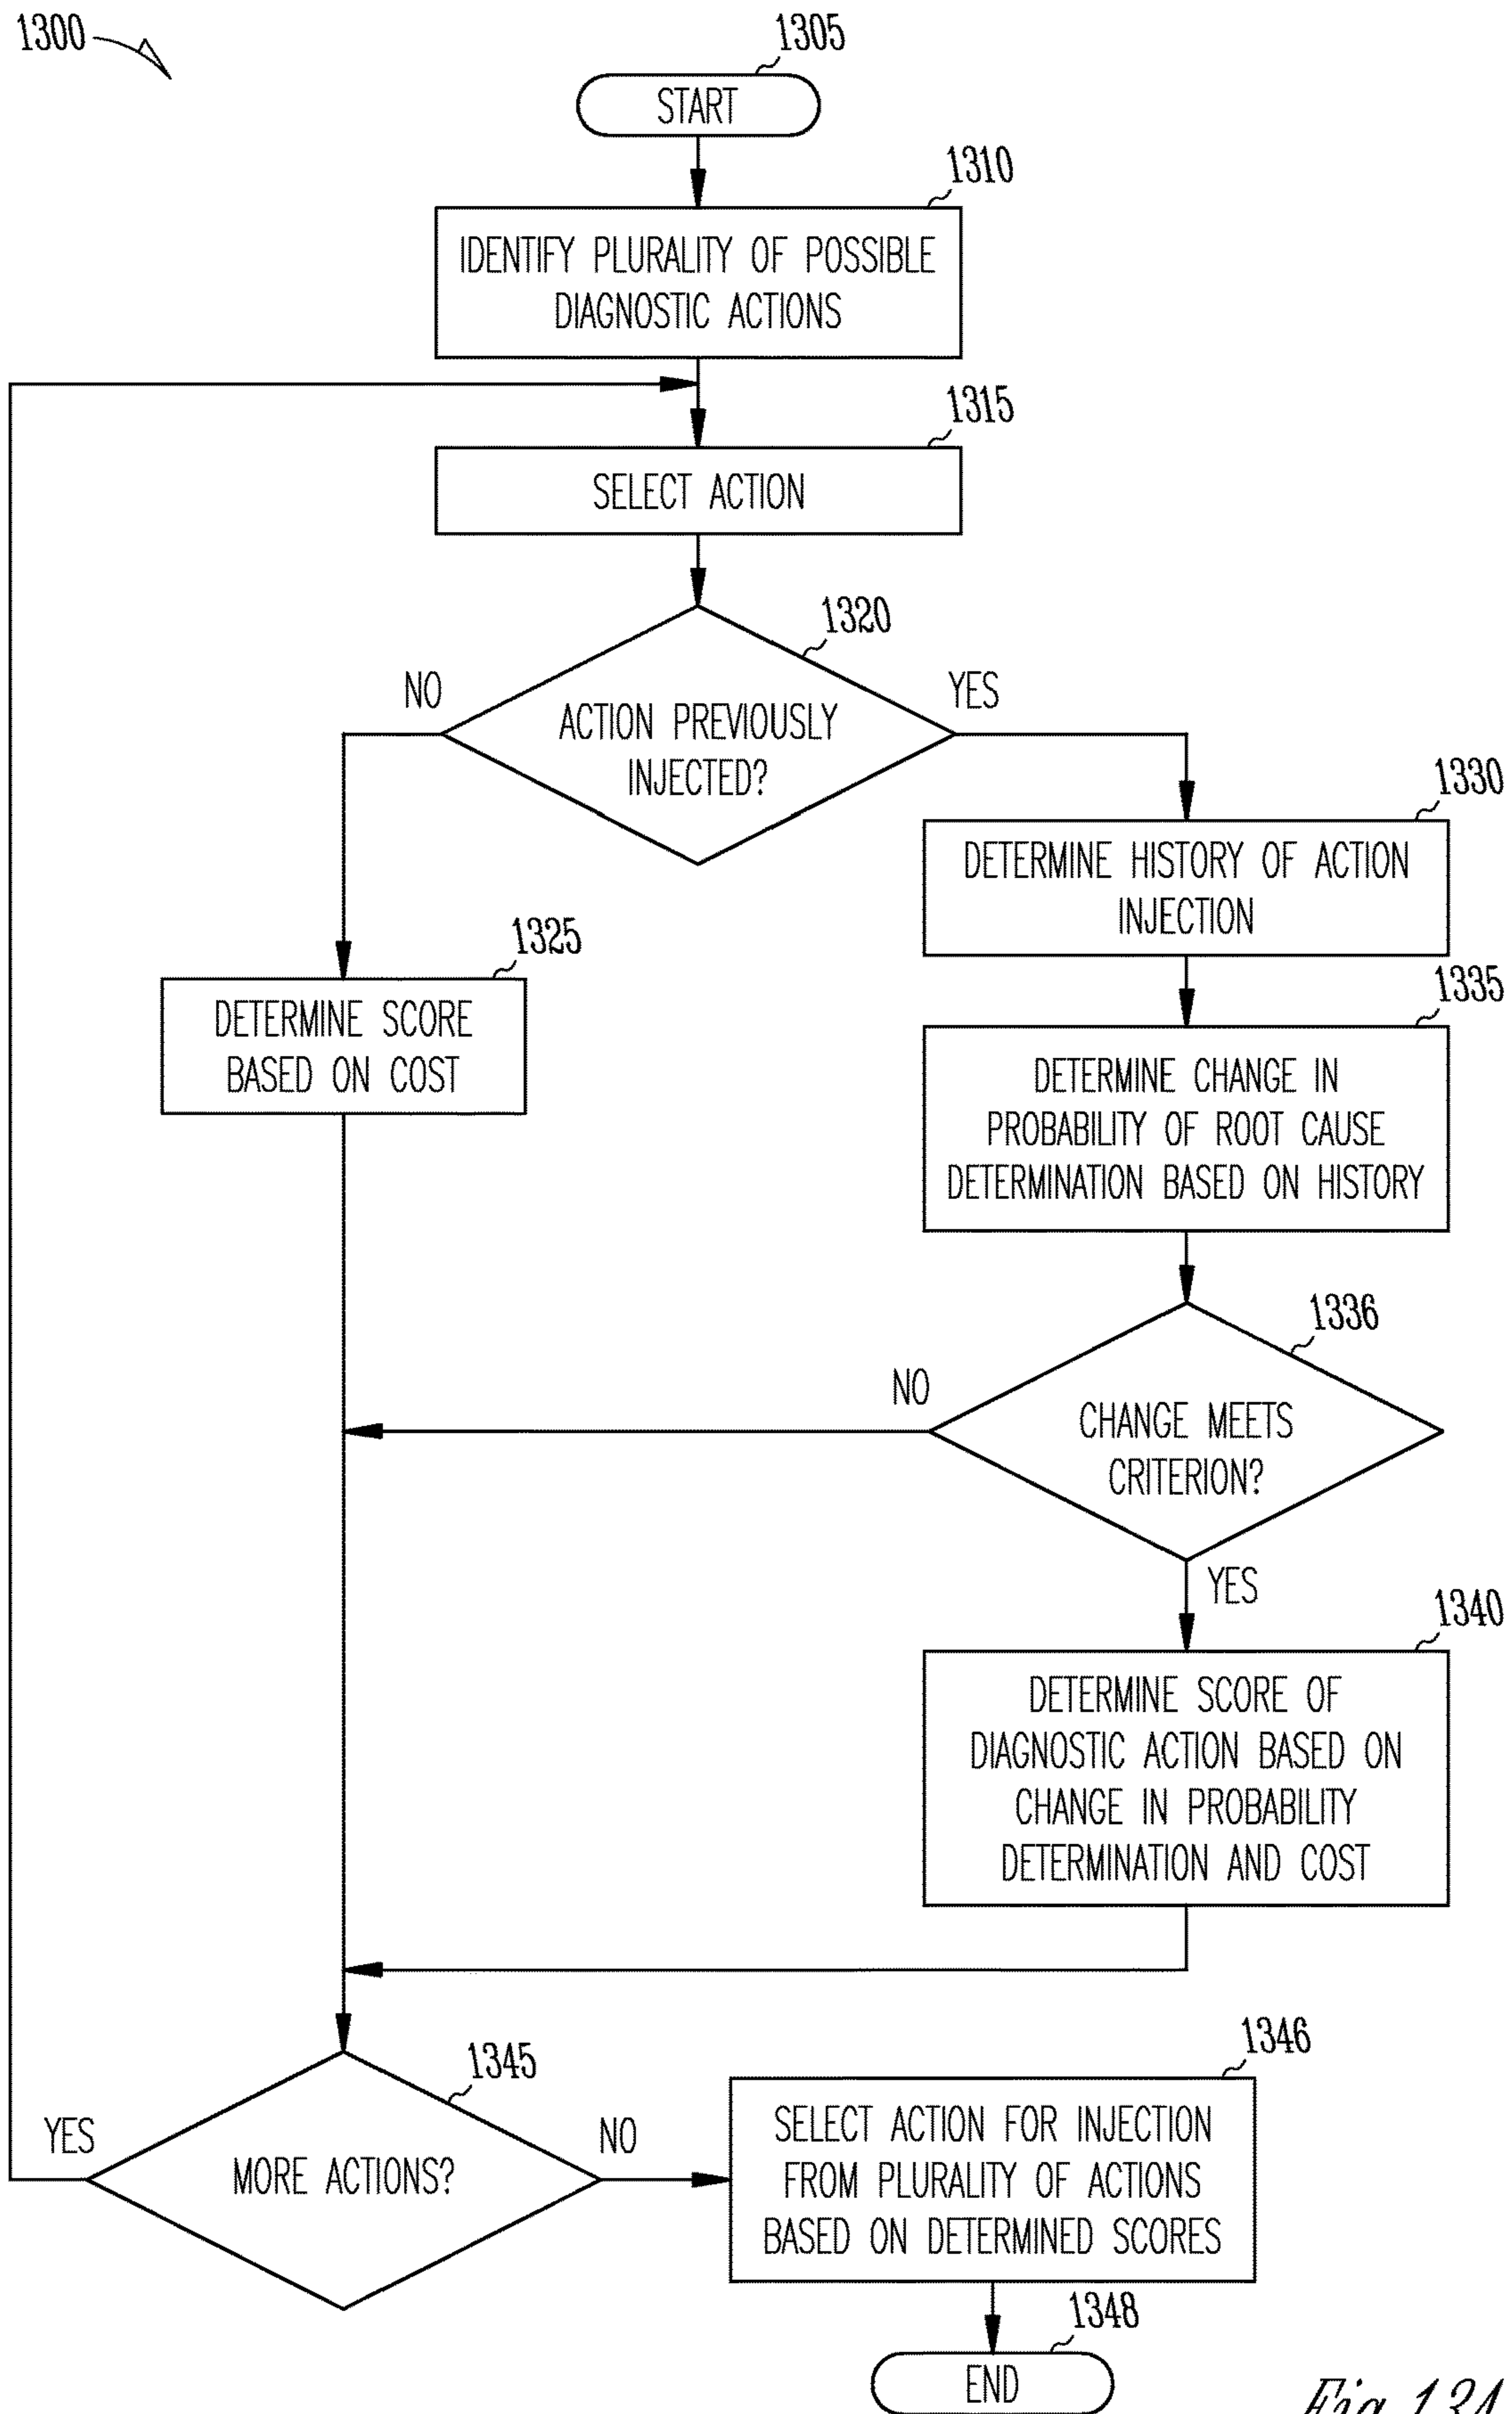 1300
1305
START
1310
IDENTIFY PLURALITY OF POSSIBLE
DIAGNOSTIC ACTIONS
1315
SELECT ACTION
1320
NO
YES
ACTION PREVIOUSLY
INJECTED?
1330
DETERMINE HISTORY OF ACTION
INJECTION
1325
DETERMINE SCORE
BASED ON COST
1335
DETERMINE CHANGE IN
PROBABILITY OF ROOT CAUSE
DETERMINATION BASED ON HISTORY
1336
NO
CHANGE MEETS
CRITERION?
YES
1340
DETERMINE SCORE OF
DIAGNOSTIC ACTION BASED ON
CHANGE IN PROBABILITY
DETERMINATION AND COST
1345
YES
MORE ACTIONS?
NO
1346
SELECT ACTION FOR INJECTION
FROM PLURALITY OF ACTIONS
BASED ON DETERMINED SCORES
1348
END
Fig.13A